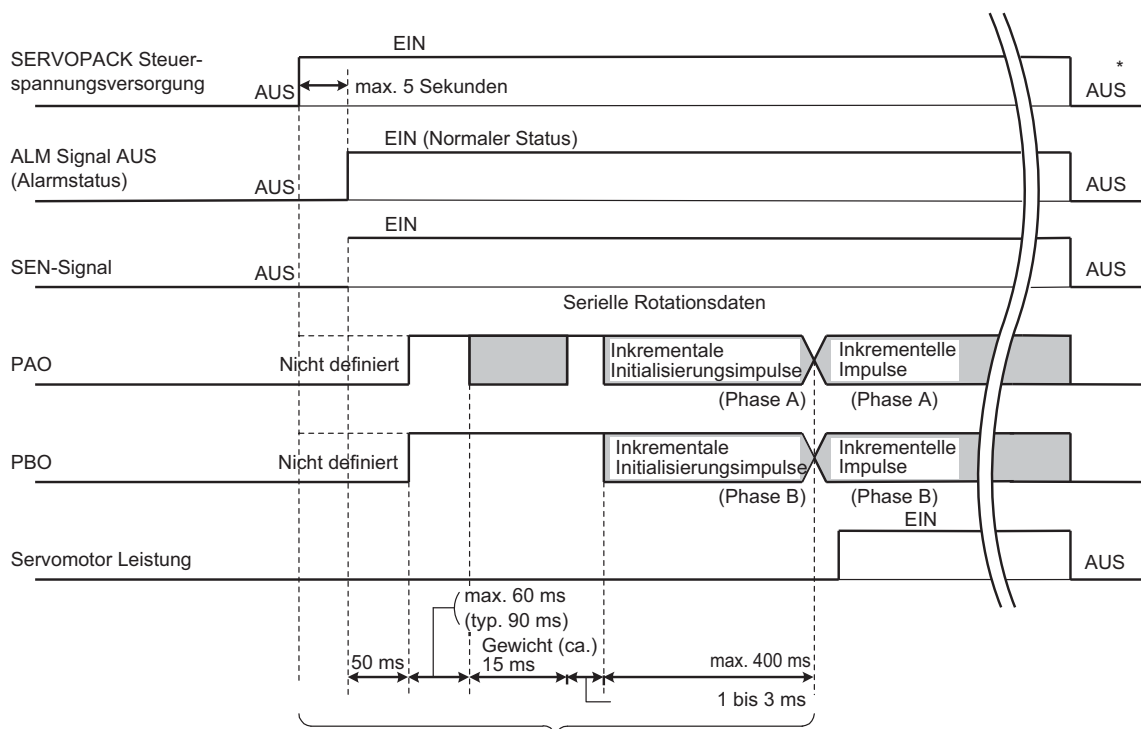 EIN
SERVOPACK Steuer-
spannungsversorgung
AUS
max. 5 Sekunden
*
AUS
EIN (Normaler Status)
ALM Signal AUS
(Alarmstatus)
AUS
AUS
EIN
SEN-Signal
AUS
AUS
Serielle Rotationsdaten
PAO
Nicht definiert
Inkrementale
Initialisierungsimpulse
Inkrementelle
Impulse
(Phase A)
(Phase A)
PBO
Nicht definiert
Inkrementale
Initialisierungsimpulse
Inkrementelle
Impulse
(Phase B)
(Phase B)
EIN
Servomotor Leistung
AUS
max. 60 ms
(typ. 90 ms)
Gewicht (ca.)
50 ms
15 ms
max. 400 ms
1 bis 3 ms